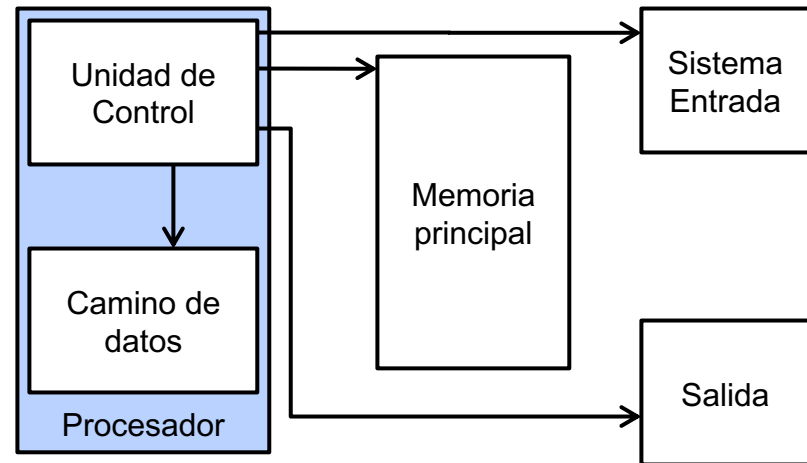 Unidad de
Control
Camino de
datos
Procesador
Memoria
principal
Sistema
Entrada
Salida